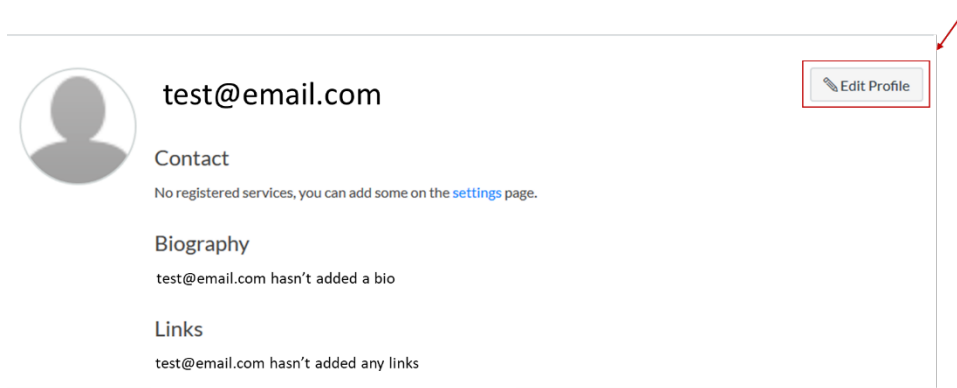 test@email.com
Edit Profile
Contact
No registered services, you can add some on the settings page.
Biography
test@email.com hasn’t added a bio
Links
test@email.com hasn’t added any links